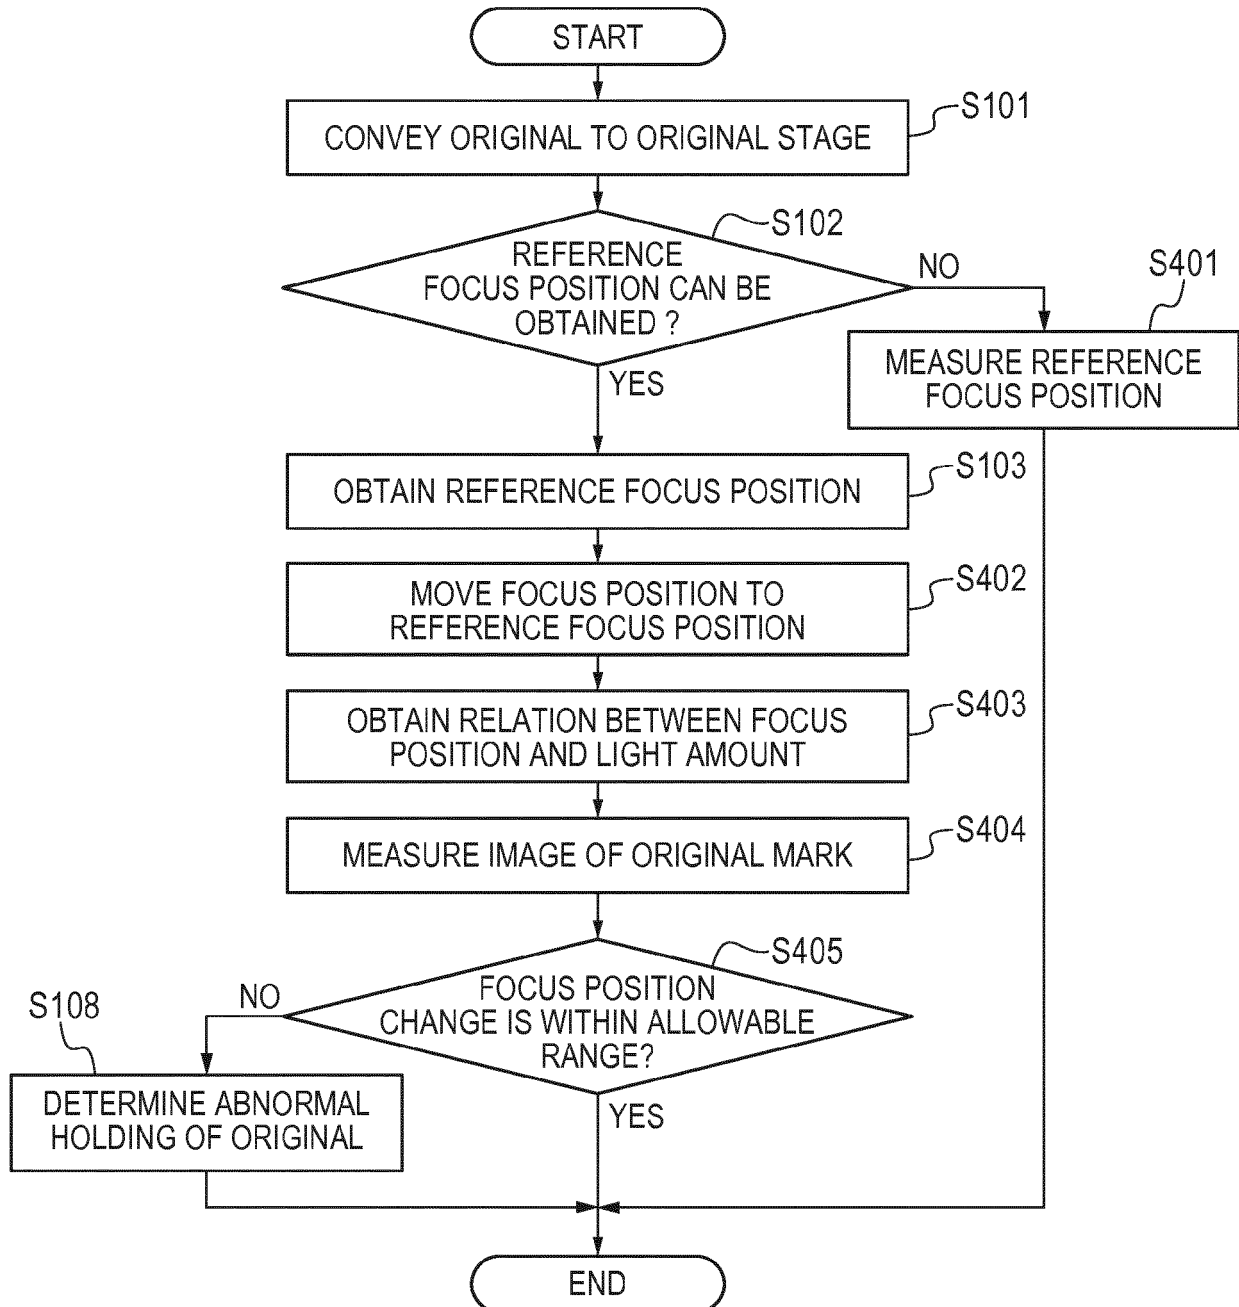 START
CONVEY ORIGINAL TO ORIGINAL STAGE
S101
S102
REFERENCE
FOCUS POSITION CAN BE
OBTAINED ?
NO
YES
S401
MEASURE REFERENCE
FOCUS POSITION
S103
OBTAIN REFERENCE FOCUS POSITION
S402
MOVE FOCUS POSITION TO
REFERENCE FOCUS POSITION
S403
OBTAIN RELATION BETWEEN FOCUS
POSITION AND LIGHT AMOUNT
S404
MEASURE IMAGE OF ORIGINAL MARK
S405
FOCUS POSITION
CHANGE IS WITHIN ALLOWABLE
RANGE?
NO
YES
S108
DETERMINE ABNORMAL
HOLDING OF ORIGINAL
END